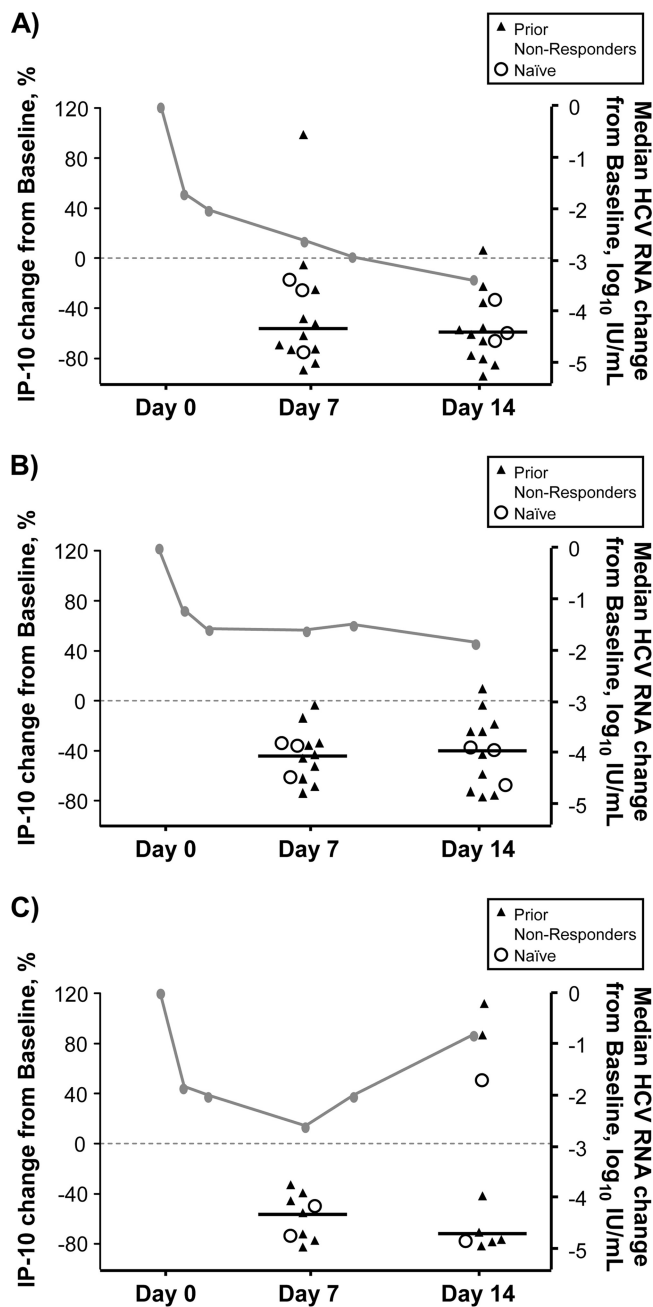 A)
▲ Prior
Non-Responders
○ Naïve
IP-10 change from Baseline, %
120
80
40
0
-40
-80
0
-1
-2
-3
-4
-5
Median HCV RNA change
from Baseline, log10 IU/mL
Day 0 Day 7 Day 14
B)
▲ Prior
Non-Responders
○ Naïve
IP-10 change from Baseline, %
120
80
40
0
-40
-80
0
-1
-2
-3
-4
-5
Median HCV RNA change
from Baseline, log10 IU/mL
Day 0 Day 7 Day 14
C)
▲ Prior
Non-Responders
○ Naïve
IP-10 change from Baseline, %
120
80
40
0
-40
-80
0
-1
-2
-3
-4
-5
Median HCV RNA change
from Baseline, log10 IU/mL
Day 0 Day 7 Day 14